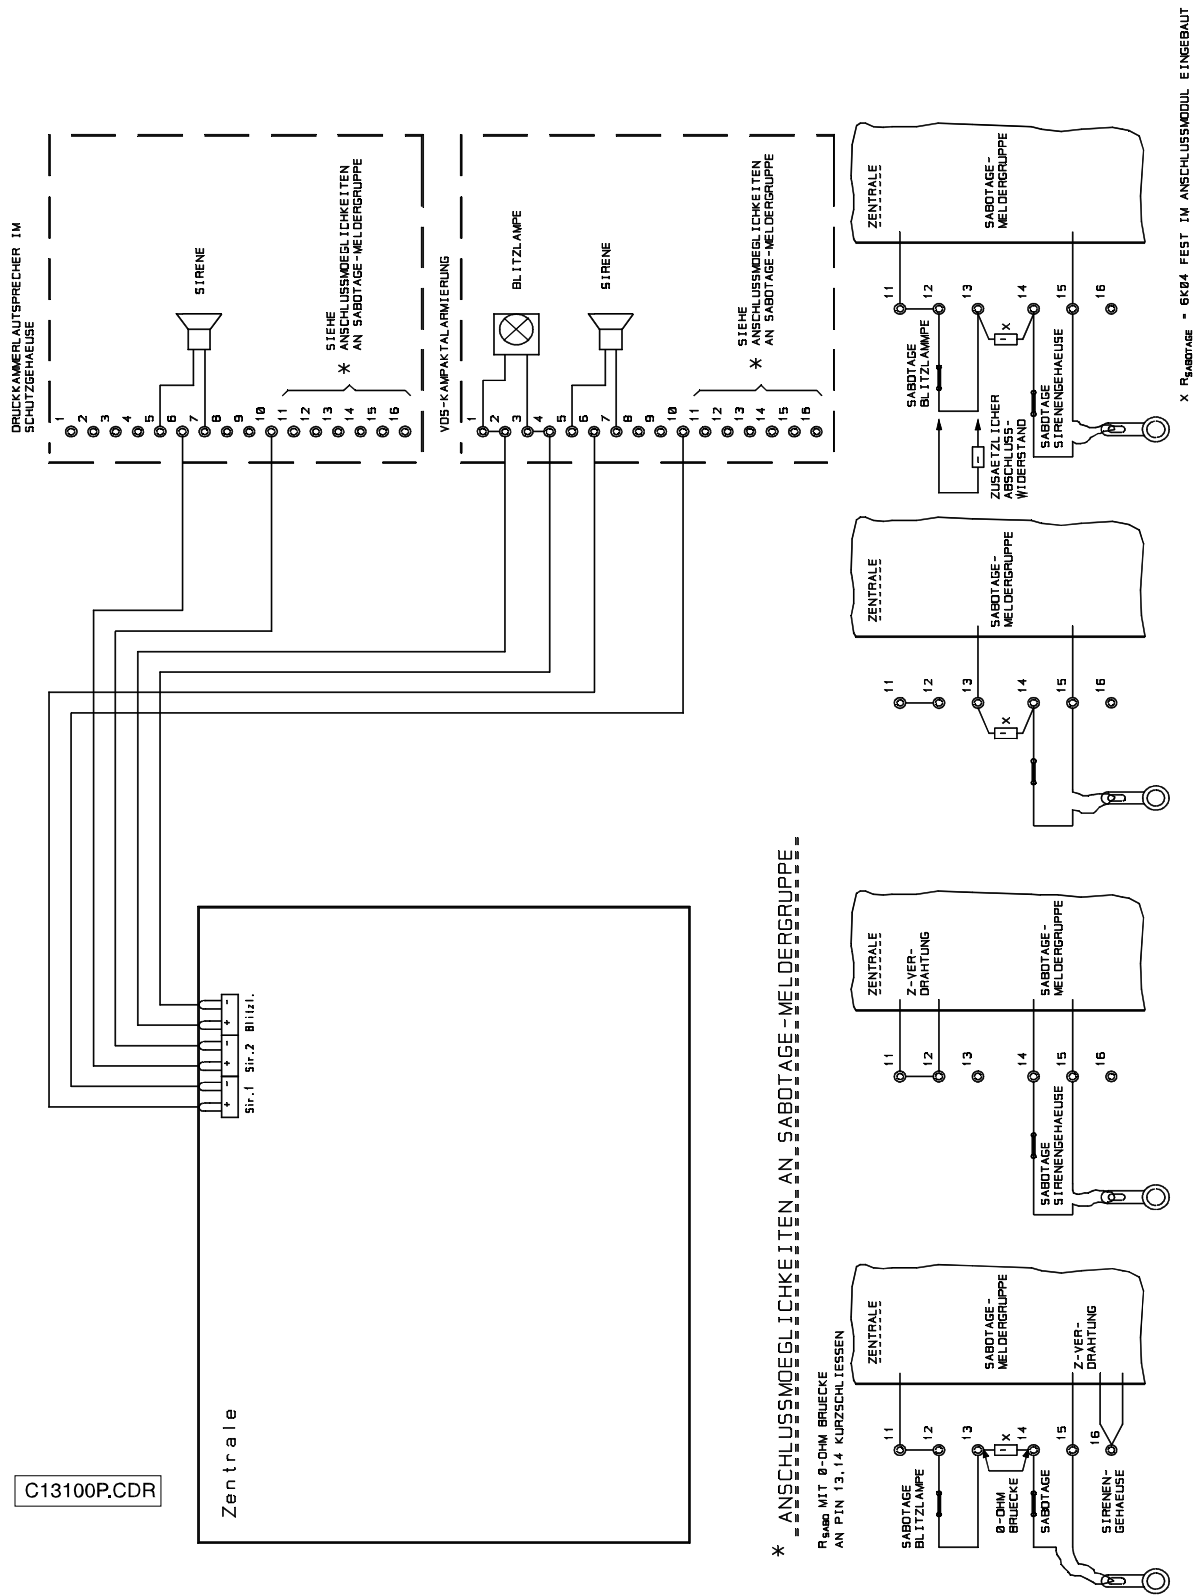 C13100P.CDR
Zentrale
Sir.1 Sir.2 Blitzl.
+ - + - + -
DRUCKKAMMERLAUTSPRECHER IM
SCHUTZGEHAEUSE
1 2 3 4 5 6 7 8 9 10 11 12 13 14 15 16
SIRENE
*
SIEHE
ANSCHLUSSMOEGLICHKEITEN
AN SABOTAGE-MELDERGRUPPE
VDS-KAMPAKTALARMIERUNG
1 2 3 4 5 6 7 8 9 10 11 12 13 14 15 16
BLITZLAMPE
SIRENE
*
SIEHE
ANSCHLUSSMOEGLICHKEITEN
AN SABOTAGE-MELDERGRUPPE
* ANSCHLUSSMOEGLICHKEITEN AN SABOTAGE-MELDERGRUPPE
RSABO MIT 0-OHM BRUECKE
AN PIN 13,14 KURZSCHLIESSEN
ZENTRALE
SABOTAGE-
MELDERGRUPPE
Z-VER-
DRAHTUNG
11 12 13 14 15 16
X
SABOTAGE
BLITZLAMPE
0-OHM
BRUECKE
SABOTAGE
SIRENEN-
GEHAEUSE
ZENTRALE
Z-VER-
DRAHTUNG
SABOTAGE-
MELDERGRUPPE
11 12 13 14 15 16
SABOTAGE
SIRENENGEHAEUSE
ZENTRALE
SABOTAGE-
MELDERGRUPPE
11 12 13 14 15 16
X
ZENTRALE
SABOTAGE-
MELDERGRUPPE
11 12 13 14 15 16
X
SABOTAGE
BLITZLAMMPE
ZUSAETZLICHER
ABSCHLUSS-
WIDERSTAND
SABOTAGE
SIRENENGEHAEUSE
X RSABOTAGE = 6K04 FEST IM ANSCHLUSSMODUL EINGEBAUT